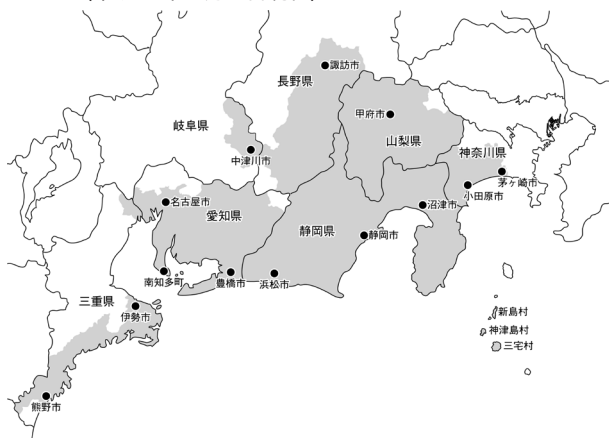 諏訪市
長野県
甲府市
岐阜県
山梨県
神奈川県
中津川市
茅ヶ崎市
小田原市
名古屋市
沼津市
愛知県
静岡県
静岡市
南知多町
豊橋市
浜松市
三重県
伊勢市
新島村
神津島村
三宅村
熊野市